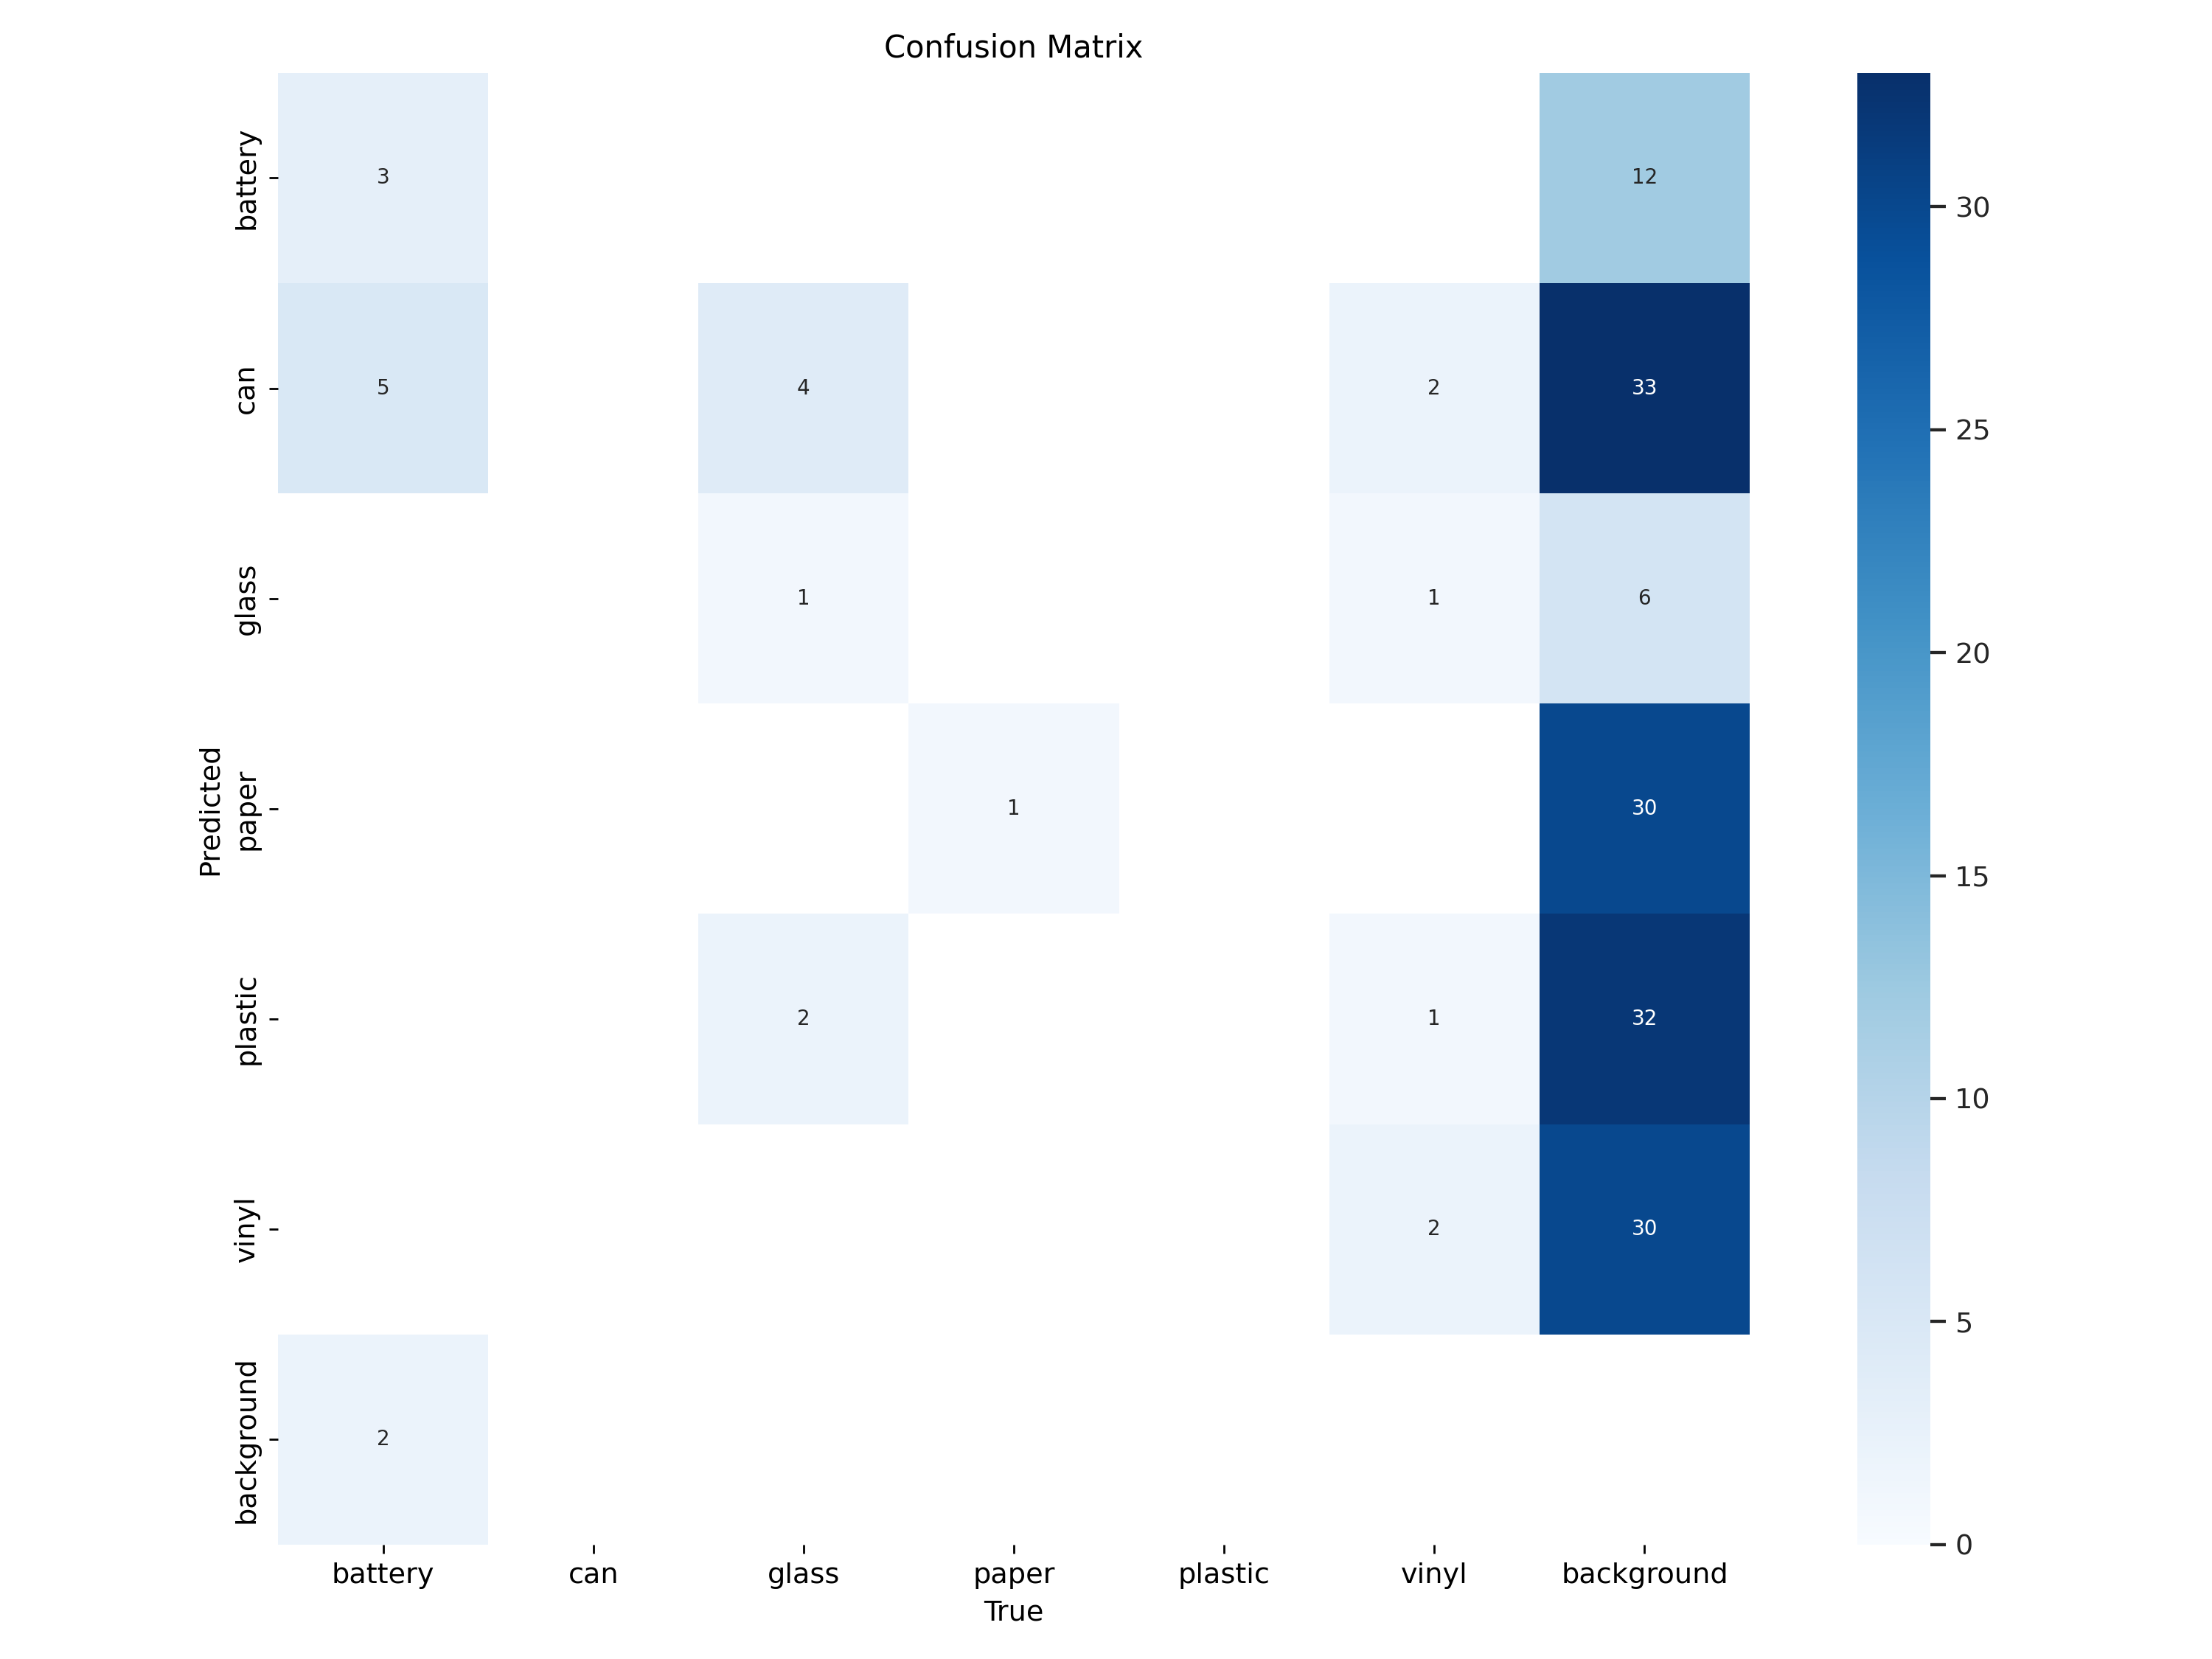 Confusion Matrix
battery
3
12
30
can
5
4
2
33
25
glass
1
1
6
20
Predicted
paper
1
30
15
plastic
2
1
32
10
vinyl
2
30
5
background
2
0
battery can glass paper plastic vinyl background
True